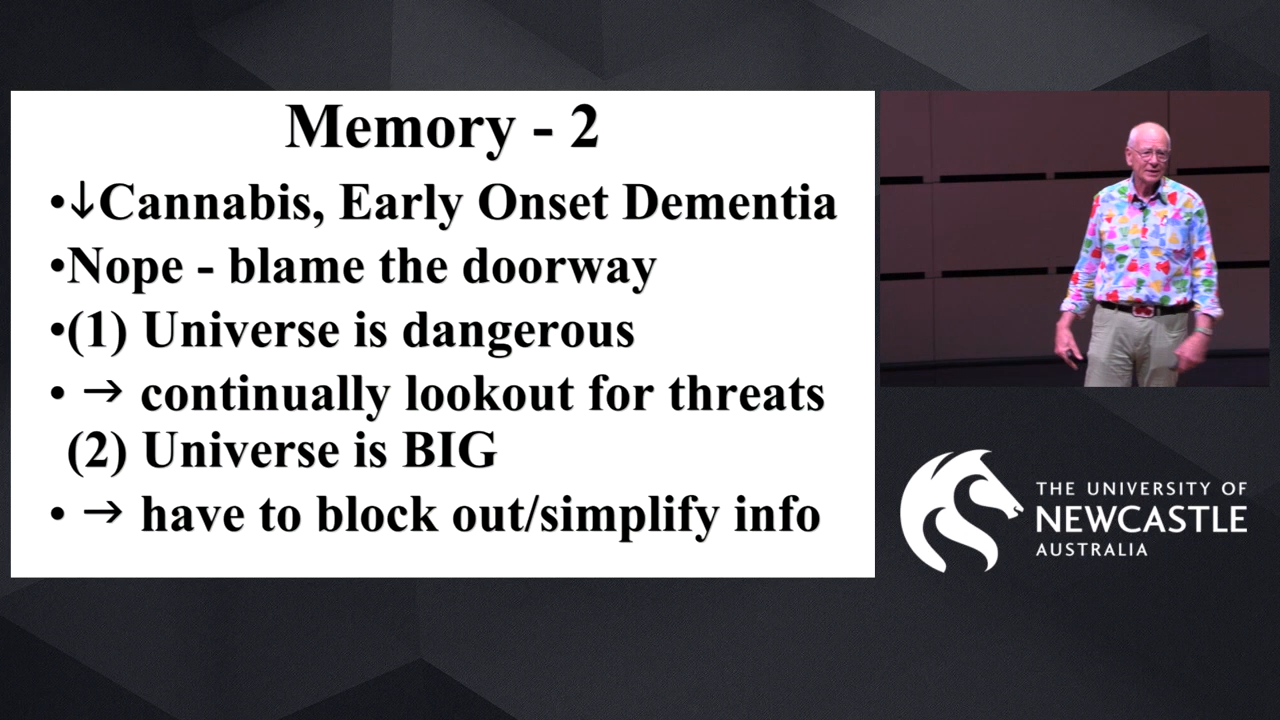 Memory - 2
•↓Cannabis, Early Onset Dementia
•Nope - blame the doorway
•(1) Universe is dangerous
• → continually lookout for threats
(2) Universe is BIG
• → have to block out/simplify info
THE UNIVERSITY OF
NEWCASTLE
AUSTRALIA